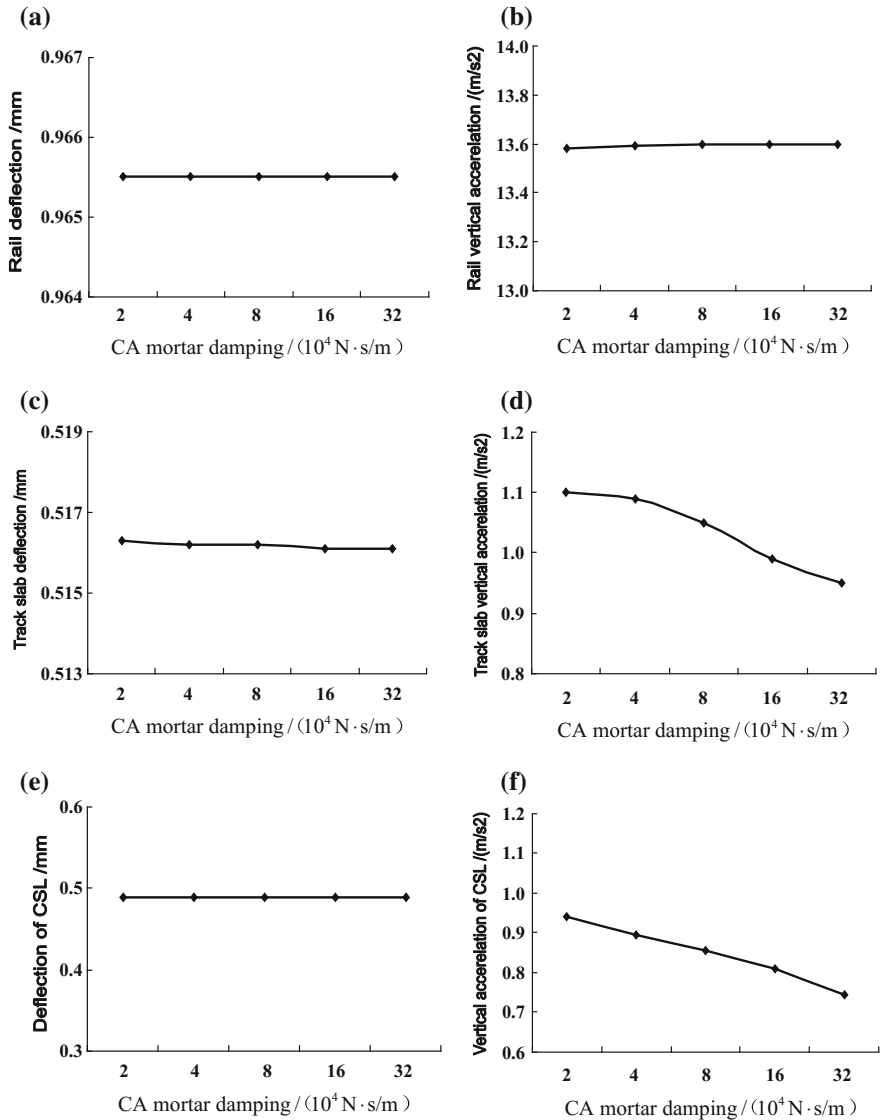 (a)
Rail deflection /mm
0.967
0.966
0.965
0.964
2 4 8 16 32
CA mortar damping / (10⁴ N·s/m)
(b)
Rail vertical accerelation /(m/s2)
14.0
13.8
13.6
13.4
13.2
13.0
2 4 8 16 32
CA mortar damping / (10⁴ N·s/m)
(c)
Track slab deflection /mm
0.519
0.517
0.515
0.513
2 4 8 16 32
CA mortar damping / (10⁴ N·s/m)
(d)
Track slab vertical accerelation /(m/s2)
1.2
1.1
1.0
0.9
0.8
2 4 8 16 32
CA mortar damping / (10⁴ N·s/m)
(e)
Deflection of CSL /mm
0.6
0.5
0.4
0.3
2 4 8 16 32
CA mortar damping / (10⁴ N·s/m)
(f)
Vertical accerelation of CSL /(m/s2)
1.2
1.1
1.0
0.9
0.8
0.7
0.6
2 4 8 16 32
CA mortar damping / (10⁴ N·s/m)